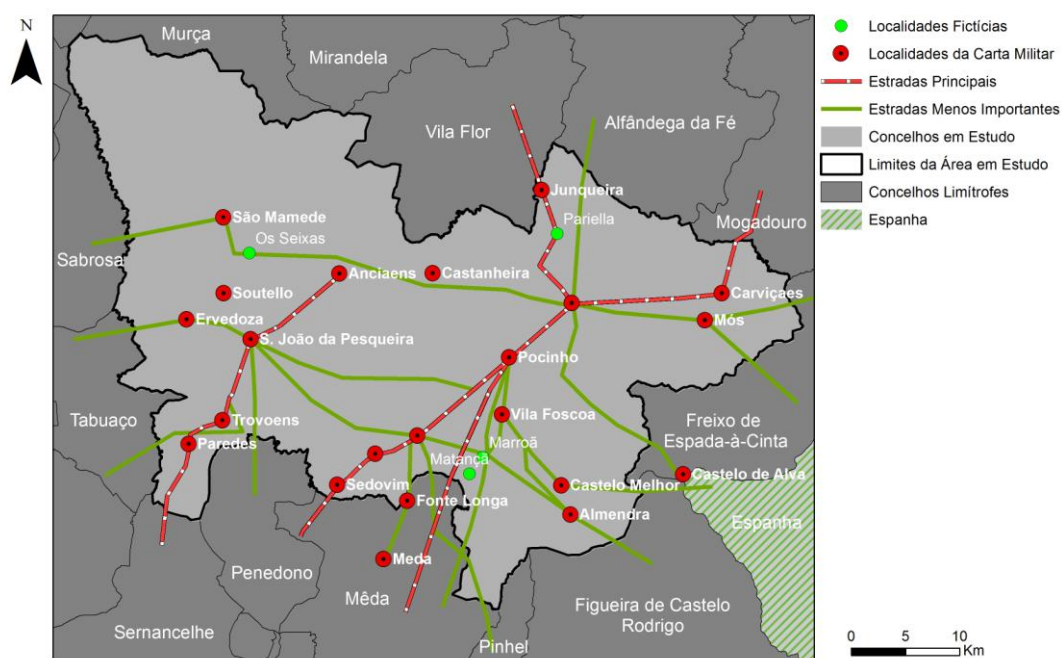 N
Murça
Mirandela
Vila Flor
Alfândega da Fé
Junqueira
Pariella
Mogadouro
São Mamede
Os Seixas
Sabrosa
Anciaens
Castanheira
Soutello
Carviçaes
Ervedoza
Mós
S. João da Pesqueira
Pocinho
Tabuaço
Trovoens
Vila Foscoa
Freixo de
Espada-à-Cinta
Paredes
Marroã
Matançã
Sedovim
Castelo Melhor
Castelo de Alva
Fonte Longa
Almendra
Espanha
Meda
Penedono
Mêda
Figueira de Castelo
Rodrigo
Sernancelhe
Pinhel
Localidades Fictícias
Localidades da Carta Militar
Estradas Principais
Estradas Menos Importantes
Concelhos em Estudo
Limites da Área em Estudo
Concelhos Limítrofes
Espanha
0 5 10
Km